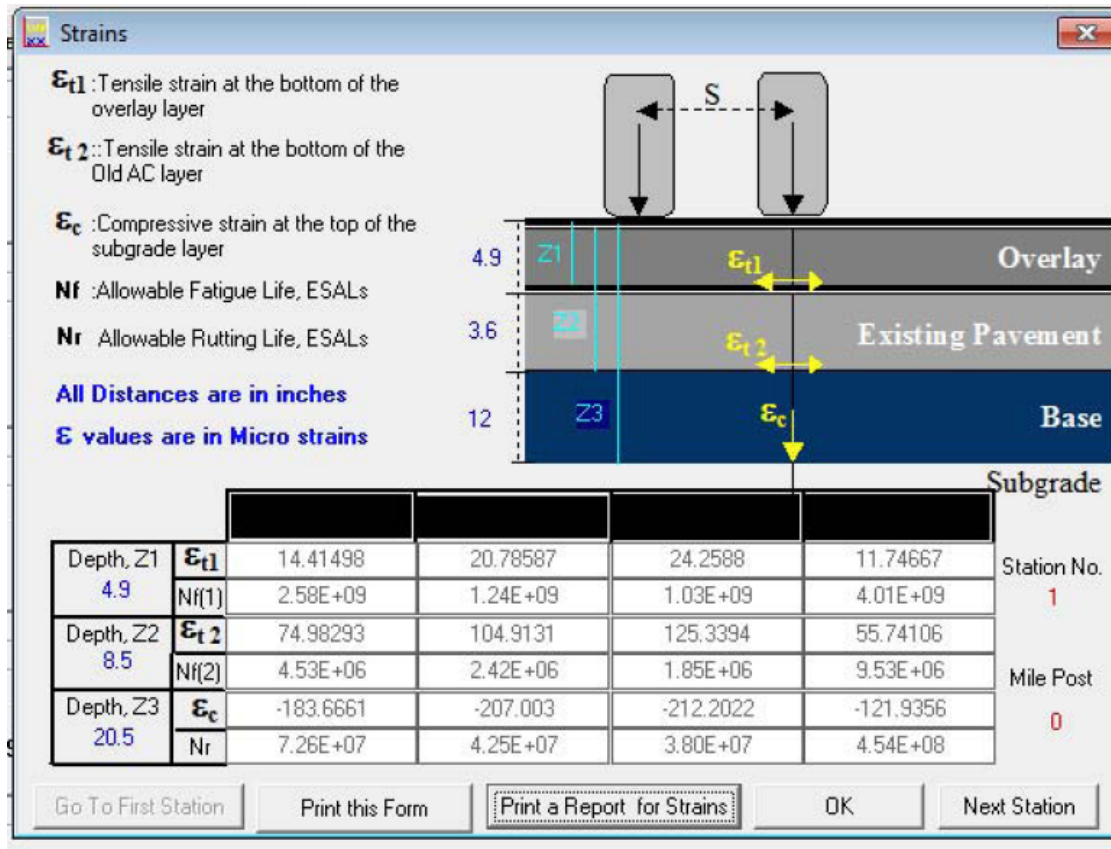 Strains
εt1 :Tensile strain at the bottom of the
overlay layer
εt 2::Tensile strain at the bottom of the
Old AC layer
εc :Compressive strain at the top of the
subgrade layer
Nf :Allowable Fatigue Life, ESALs
Nr Allowable Rutting Life, ESALs
All Distances are in inches
ε values are in Micro strains
S
4.9 Z1 εt1 Overlay
3.6 Z2 εt 2 Existing Pavement
12 Z3 εc Base
Subgrade
Depth, Z1 εt1 14.41498 20.78587 24.2588 11.74667
4.9 Nf(1) 2.58E+09 1.24E+09 1.03E+09 4.01E+09
Depth, Z2 εt 2 74.98293 104.9131 125.3394 55.74106
8.5 Nf(2) 4.53E+06 2.42E+06 1.85E+06 9.53E+06
Depth, Z3 εc -183.6661 -207.003 -212.2022 -121.9356
20.5 Nr 7.26E+07 4.25E+07 3.80E+07 4.54E+08
Station No.
1
Mile Post
0
Go To First Station Print this Form Print a Report for Strains OK Next Station